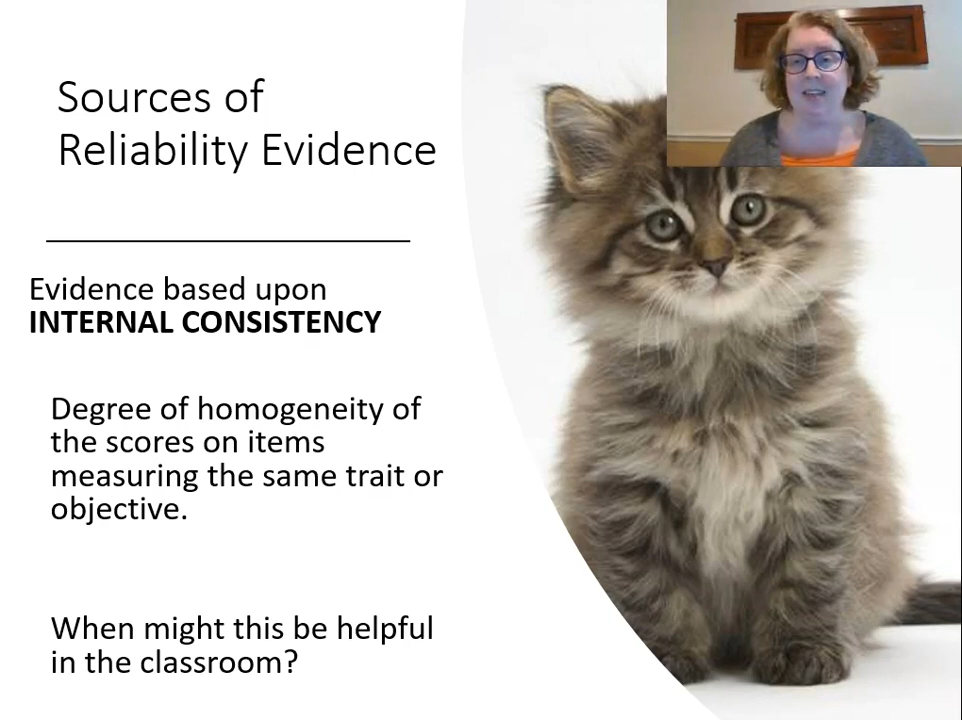 Sources of
Reliability Evidence
Evidence based upon
INTERNAL CONSISTENCY
Degree of homogeneity of
the scores on items
measuring the same trait or
objective.
When might this be helpful
in the classroom?